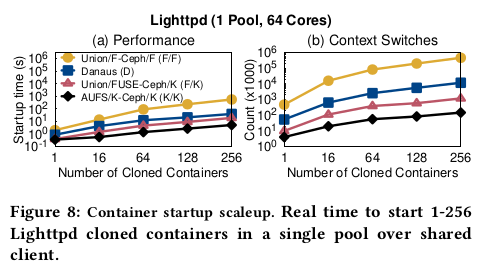 Lighttpd (1 Pool, 64 Cores)
(a) Performance
(b) Context Switches
Startup time (s)
10^6
10^5
10^4
10^3
10^2
10^1
10^0
10^-1
Union/F-Ceph/F (F/F)
Danaus (D)
Union/FUSE-Ceph/K (F/K)
AUFS/K-Ceph/K (K/K)
1 16 64 128 256
Number of Cloned Containers
Count (x1000)
10^6
10^5
10^4
10^3
10^2
10^1
10^0
1 16 64 128 256
Number of Cloned Containers
Figure 8: Container startup scaleup. Real time to start 1-256
Lighttpd cloned containers in a single pool over shared
client.